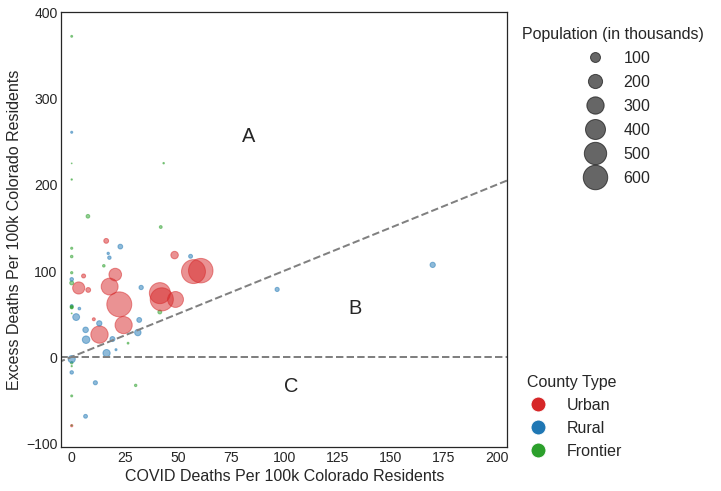 400
300
200
100
0
−100
Excess Deaths Per 100k Colorado Residents
A
B
C
0
25
50
75
100
125
150
175
200
COVID Deaths Per 100k Colorado Residents
Population (in thousands)
100
200
300
400
500
600
County Type
Urban
Rural
Frontier